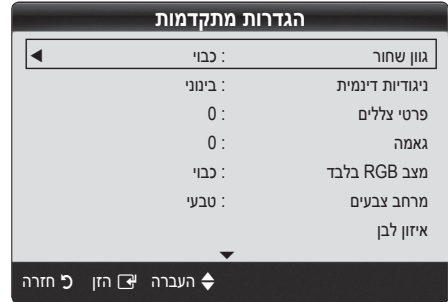 הגדרות מתקדמות
גוון שחור : כבוי
ניגודיות דינמית : בינוני
פרטי צללים : 0
גאמה : 0
מצב RGB בלבד : כבוי
מרחב צבעים : טבעי
איזון לבן
העברה הזן חזרה